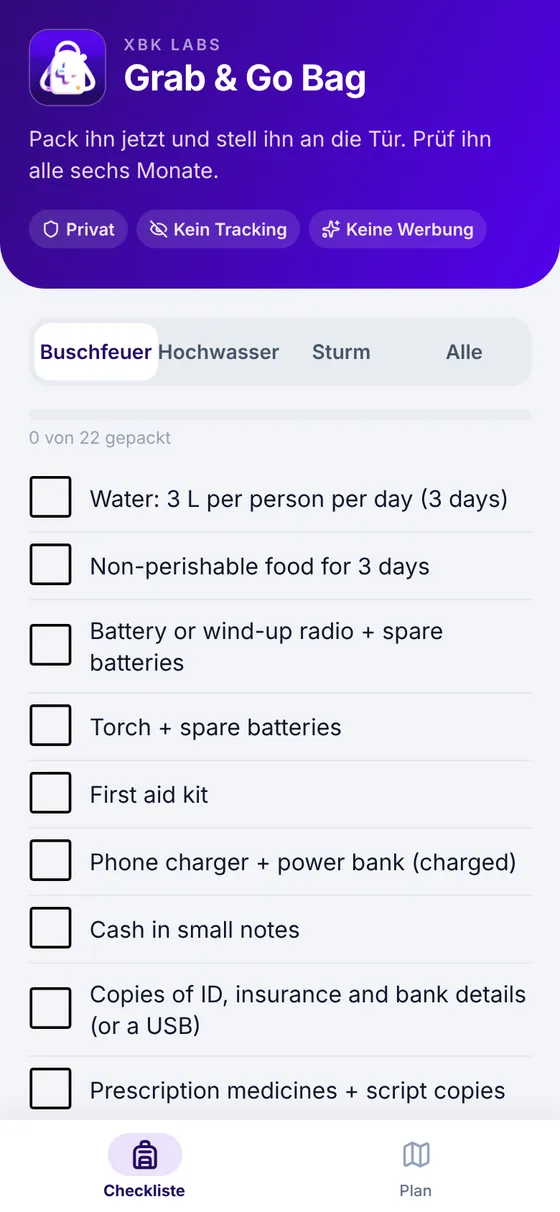 XBK LABS
Grab & Go Bag
Pack ihn jetzt und stell ihn an die Tür. Prüf ihn
alle sechs Monate.
Privat
Kein Tracking
Keine Werbung
Buschfeuer
Hochwasser
Sturm
Alle
0 von 22 gepackt
Water: 3 L per person per day (3 days)
Non-perishable food for 3 days
Battery or wind-up radio + spare
batteries
Torch + spare batteries
First aid kit
Phone charger + power bank (charged)
Cash in small notes
Copies of ID, insurance and bank details
(or a USB)
Prescription medicines + script copies
Checkliste
Plan